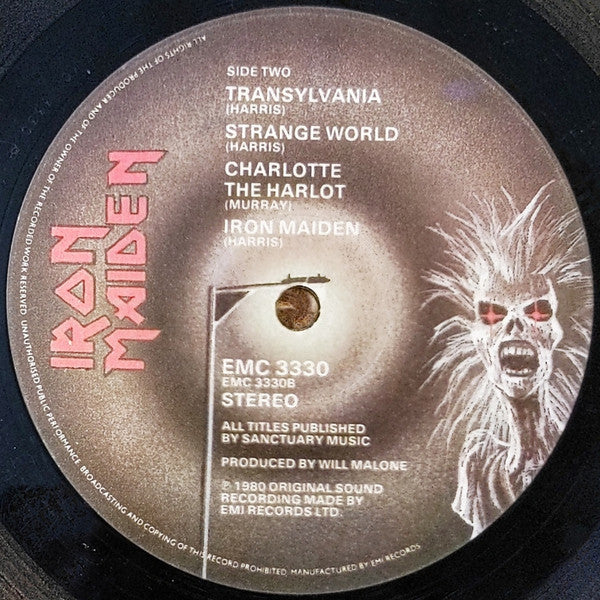 SIDE TWO
TRANSYLVANIA
(HARRIS)
STRANGE WORLD
(HARRIS)
CHARLOTTE
THE HARLOT
(MURRAY)
IRON MAIDEN
(HARRIS)
IRON
MAIDEN
EMC 3330
EMC 3330B
STEREO
ALL TITLES PUBLISHED
BY SANCTUARY MUSIC
PRODUCED BY WILL MALONE
℗ 1980 ORIGINAL SOUND
RECORDING MADE BY
EMI RECORDS LTD.
ALL RIGHTS OF THE PRODUCER AND OF THE OWNER OF THE RECORDED WORK RESERVED. UNAUTHORISED PUBLIC PERFORMANCE, BROADCASTING AND COPYING OF THIS RECORD PROHIBITED. MANUFACTURED BY EMI RECORDS